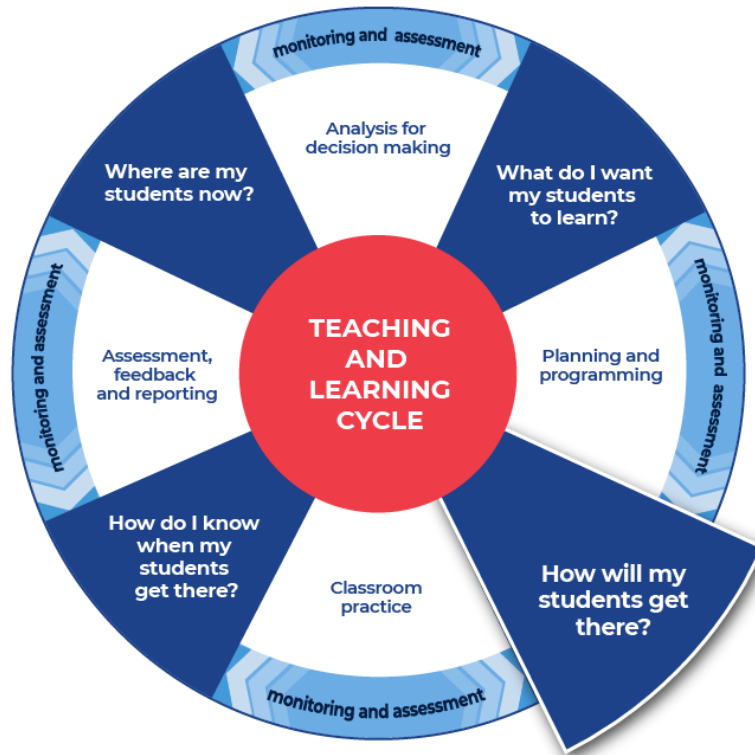 monitoring and assessment
Analysis for
decision making
Where are my
students now?
What do I want
my students
to learn?
monitoring and assessment
TEACHING
AND
LEARNING
CYCLE
Assessment,
feedback
and reporting
Planning and
programming
monitoring and assessment
How do I know
when my
students
get there?
Classroom
practice
How will my
students get
there?
monitoring and assessment